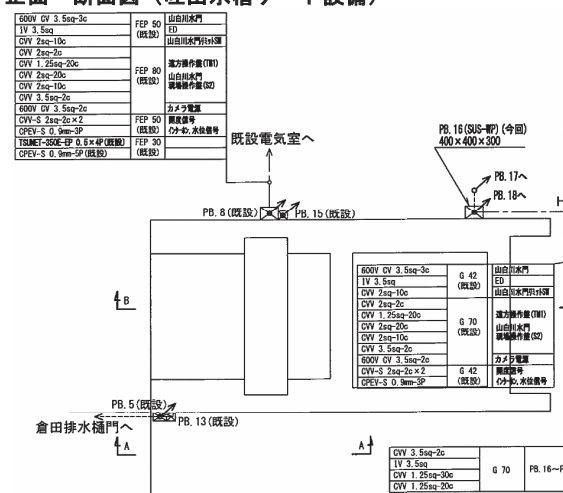 600V CV 3.5sq-3c
IV 3.5sq
CVV 2sq-10c
FEP 50
(既設)
山白川水門
ED
山白川水門リミットSW
CVV 2sq-2c
CVV 1.25sq-20c
CVV 2sq-20c
CVV 2sq-10c
CVV 3.5sq-2c
FEP 80
(既設)
遠方操作盤(TM1)
山白川水門
現場操作盤(S2)
600V CV 3.5sq-2c
カメラ電源
CVV-S 2sq-2c×2
CPEV-S 0.9mm-3P
FEP 50
(既設)
開度信号
インターホン、水位信号
TSUNET-350E-EP 0.5×4P(既設)
CPEV-S 0.9mm-5P(既設)
FEP 30
(既設)
既設電気室へ
PB.16(SUS-WP)(今回)
400×400×300
PB.17へ
PB.18へ
H
PB.8(既設)
PB.15(既設)
B
600V CV 3.5sq-3c
IV 3.5sq
CVV 2sq-10c
G 42
(既設)
山白川水門
ED
山白川水門リミットSW
CVV 2sq-2c
CVV 1.25sq-20c
CVV 2sq-20c
CVV 2sq-10c
CVV 3.5sq-2c
G 70
(既設)
遠方操作盤(TM1)
山白川水門
現場操作盤(S2)
600V CV 3.5sq-2c
カメラ電源
CVV-S 2sq-2c×2
CPEV-S 0.9mm-3P
G 42
(既設)
開度信号
インターホン、水位信号
PB.5(既設)
PB.13(既設)
倉田排水樋門へ
A
A
CVV 3.5sq-2c
IV 3.5sq
CVV 1.25sq-30c
CVV 1.25sq-20c
G 70
PB.16～P